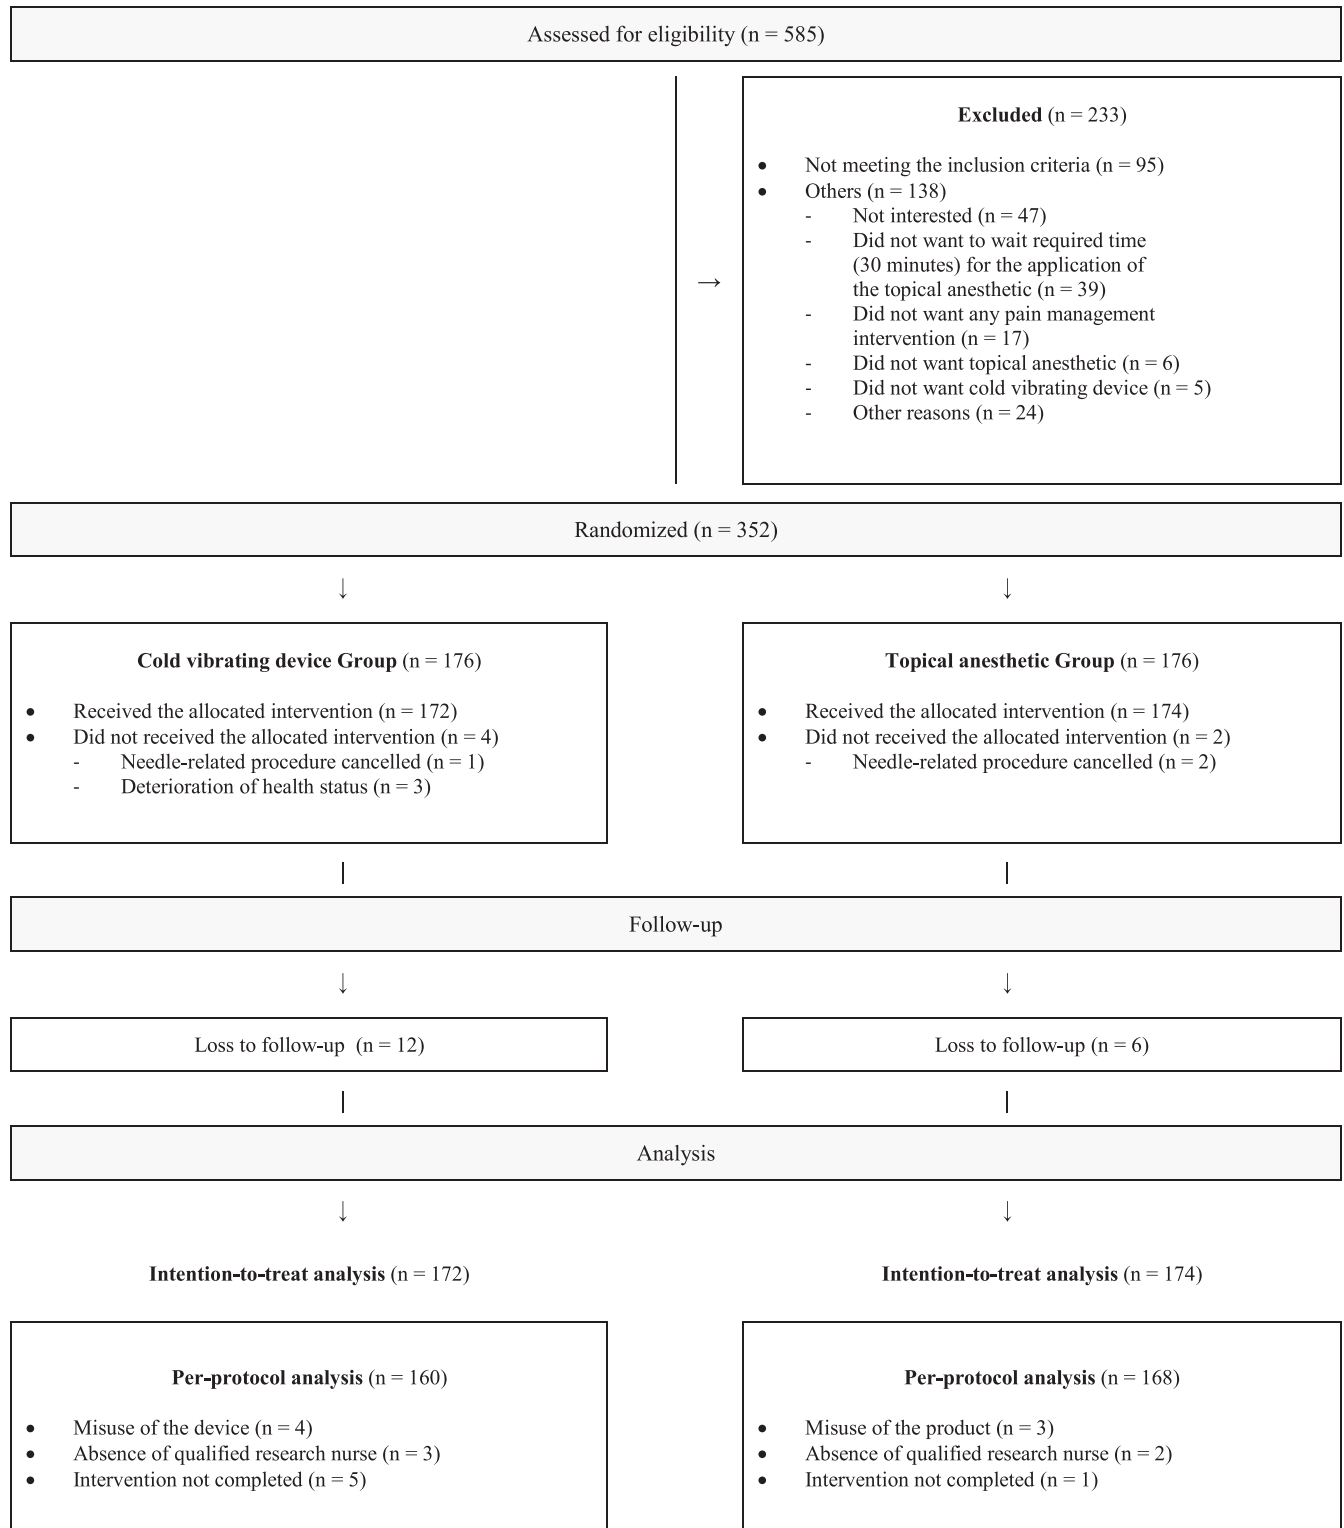 Assessed for eligibility (n = 585)
Excluded (n = 233)
• Not meeting the inclusion criteria (n = 95)
• Others (n = 138)
- Not interested (n = 47)
- Did not want to wait required time
(30 minutes) for the application of
the topical anesthetic (n = 39)
- Did not want any pain management
intervention (n = 17)
- Did not want topical anesthetic (n = 6)
- Did not want cold vibrating device (n = 5)
- Other reasons (n = 24)
→
Randomized (n = 352)
↓
↓
Cold vibrating device Group (n = 176)
• Received the allocated intervention (n = 172)
• Did not received the allocated intervention (n = 4)
- Needle-related procedure cancelled (n = 1)
- Deterioration of health status (n = 3)
Topical anesthetic Group (n = 176)
• Received the allocated intervention (n = 174)
• Did not received the allocated intervention (n = 2)
- Needle-related procedure cancelled (n = 2)
Follow-up
↓
↓
Loss to follow-up (n = 12)
Loss to follow-up (n = 6)
Analysis
↓
↓
Intention-to-treat analysis (n = 172)
Intention-to-treat analysis (n = 174)
Per-protocol analysis (n = 160)
• Misuse of the device (n = 4)
• Absence of qualified research nurse (n = 3)
• Intervention not completed (n = 5)
Per-protocol analysis (n = 168)
• Misuse of the product (n = 3)
• Absence of qualified research nurse (n = 2)
• Intervention not completed (n = 1)